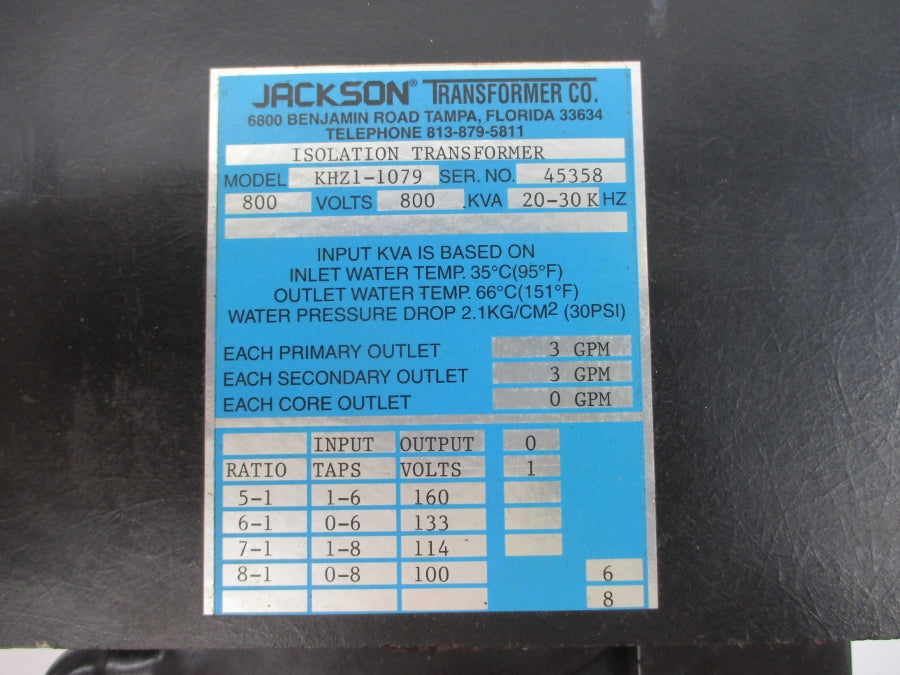 JACKSON® TRANSFORMER CO.
6800 BENJAMIN ROAD TAMPA, FLORIDA 33634
TELEPHONE 813-879-5811
ISOLATION TRANSFORMER
MODEL KHZ1-1079 SER. NO. 45358
800 VOLTS 800 .KVA 20-30 K HZ
INPUT KVA IS BASED ON
INLET WATER TEMP. 35°C(95°F)
OUTLET WATER TEMP. 66°C(151°F)
WATER PRESSURE DROP 2.1KG/CM² (30PSI)
EACH PRIMARY OUTLET 3 GPM
EACH SECONDARY OUTLET 3 GPM
EACH CORE OUTLET 0 GPM
INPUT OUTPUT 0
RATIO TAPS VOLTS 1
5-1 1-6 160
6-1 0-6 133
7-1 1-8 114
8-1 0-8 100 6
8